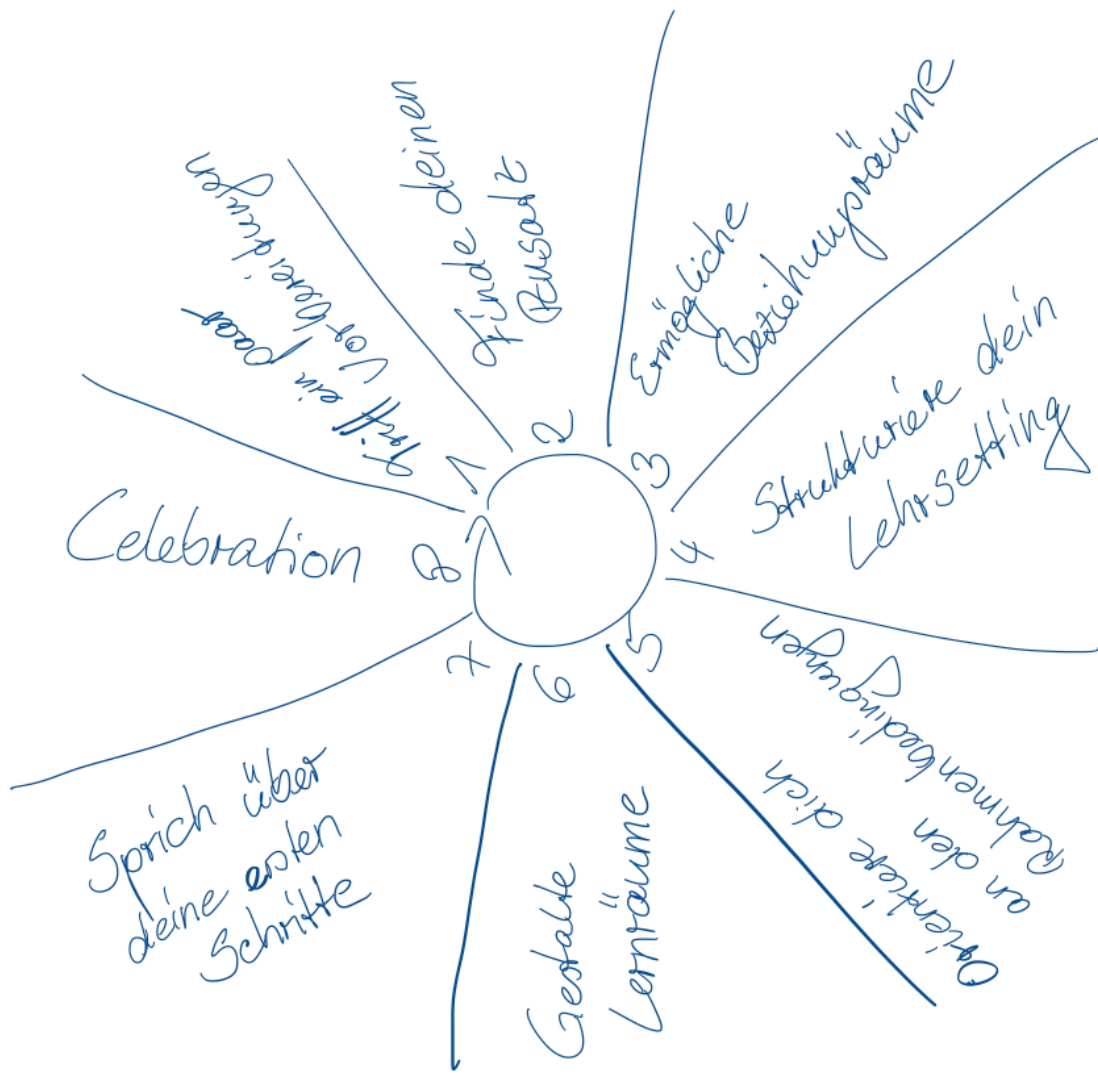 1
Triff ein paar
Vorbereitungen
2
Finde deinen
Ansatz
3
Ermögliche
Beziehungsräume
4
Strukturiere dein
Lehrsetting
5
Orientiere dich
an den
Rahmenbedingungen
6
Gestalte
Lernräume
7
Sprich über
deine ersten
Schritte
8
Celebration